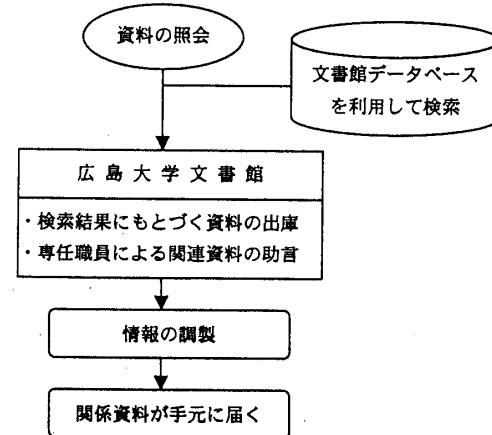 資料の照会
文書館データベース
を利用して検索
広島大学文書館
・検索結果にもとづく資料の出庫
・専任職員による関連資料の助言
情報の調製
関係資料が手元に届く